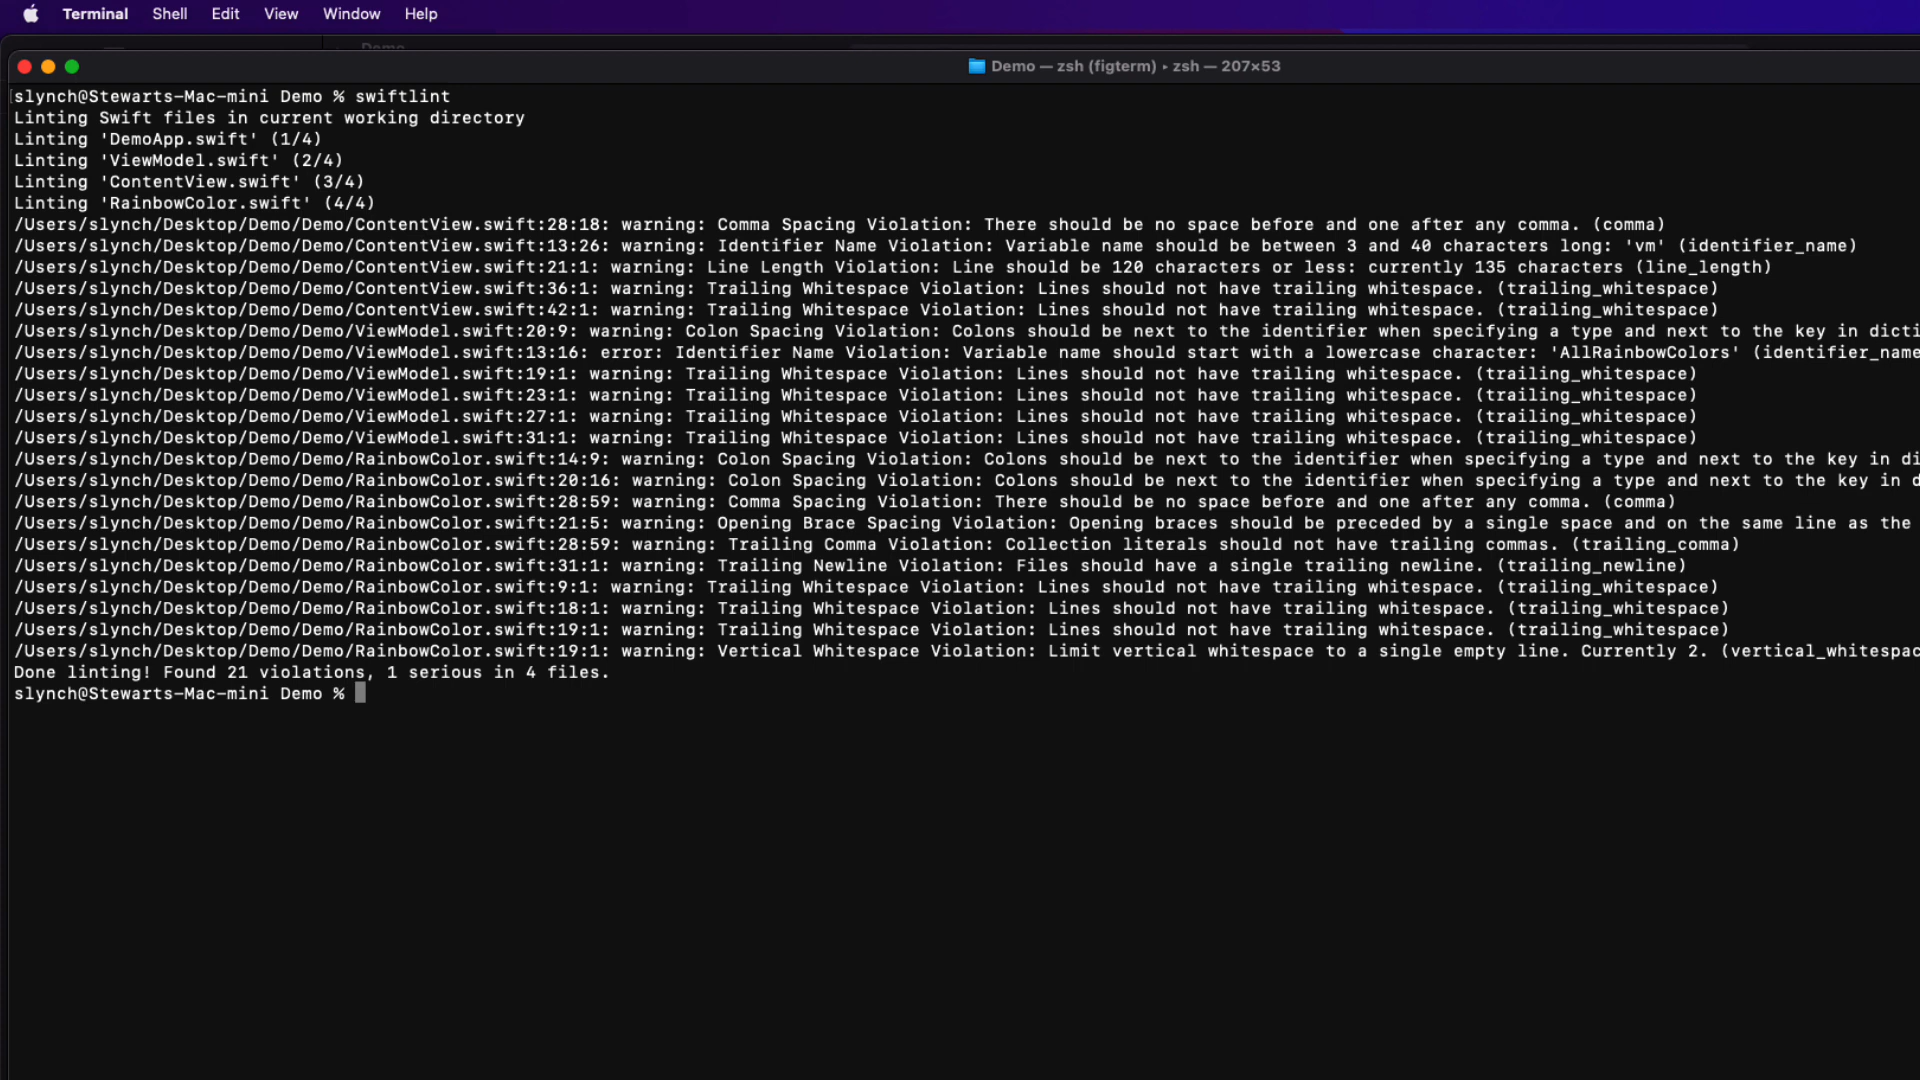 Terminal Shell Edit View Window Help
Demo
Demo — zsh (figterm) ▸ zsh — 207×53
[slynch@Stewarts-Mac-mini Demo % swiftlint
Linting Swift files in current working directory
Linting 'DemoApp.swift' (1/4)
Linting 'ViewModel.swift' (2/4)
Linting 'ContentView.swift' (3/4)
Linting 'RainbowColor.swift' (4/4)
/Users/slynch/Desktop/Demo/Demo/ContentView.swift:28:18: warning: Comma Spacing Violation: There should be no space before and one after any comma. (comma)
/Users/slynch/Desktop/Demo/Demo/ContentView.swift:13:26: warning: Identifier Name Violation: Variable name should be between 3 and 40 characters long: 'vm' (identifier_name)
/Users/slynch/Desktop/Demo/Demo/ContentView.swift:21:1: warning: Line Length Violation: Line should be 120 characters or less: currently 135 characters (line_length)
/Users/slynch/Desktop/Demo/Demo/ContentView.swift:36:1: warning: Trailing Whitespace Violation: Lines should not have trailing whitespace. (trailing_whitespace)
/Users/slynch/Desktop/Demo/Demo/ContentView.swift:42:1: warning: Trailing Whitespace Violation: Lines should not have trailing whitespace. (trailing_whitespace)
/Users/slynch/Desktop/Demo/Demo/ViewModel.swift:20:9: warning: Colon Spacing Violation: Colons should be next to the identifier when specifying a type and next to the key in dicti
/Users/slynch/Desktop/Demo/Demo/ViewModel.swift:13:16: error: Identifier Name Violation: Variable name should start with a lowercase character: 'AllRainbowColors' (identifier_name
/Users/slynch/Desktop/Demo/Demo/ViewModel.swift:19:1: warning: Trailing Whitespace Violation: Lines should not have trailing whitespace. (trailing_whitespace)
/Users/slynch/Desktop/Demo/Demo/ViewModel.swift:23:1: warning: Trailing Whitespace Violation: Lines should not have trailing whitespace. (trailing_whitespace)
/Users/slynch/Desktop/Demo/Demo/ViewModel.swift:27:1: warning: Trailing Whitespace Violation: Lines should not have trailing whitespace. (trailing_whitespace)
/Users/slynch/Desktop/Demo/Demo/ViewModel.swift:31:1: warning: Trailing Whitespace Violation: Lines should not have trailing whitespace. (trailing_whitespace)
/Users/slynch/Desktop/Demo/Demo/RainbowColor.swift:14:9: warning: Colon Spacing Violation: Colons should be next to the identifier when specifying a type and next to the key in di
/Users/slynch/Desktop/Demo/Demo/RainbowColor.swift:20:16: warning: Colon Spacing Violation: Colons should be next to the identifier when specifying a type and next to the key in d
/Users/slynch/Desktop/Demo/Demo/RainbowColor.swift:28:59: warning: Comma Spacing Violation: There should be no space before and one after any comma. (comma)
/Users/slynch/Desktop/Demo/Demo/RainbowColor.swift:21:5: warning: Opening Brace Spacing Violation: Opening braces should be preceded by a single space and on the same line as the
/Users/slynch/Desktop/Demo/Demo/RainbowColor.swift:28:59: warning: Trailing Comma Violation: Collection literals should not have trailing commas. (trailing_comma)
/Users/slynch/Desktop/Demo/Demo/RainbowColor.swift:31:1: warning: Trailing Newline Violation: Files should have a single trailing newline. (trailing_newline)
/Users/slynch/Desktop/Demo/Demo/RainbowColor.swift:9:1: warning: Trailing Whitespace Violation: Lines should not have trailing whitespace. (trailing_whitespace)
/Users/slynch/Desktop/Demo/Demo/RainbowColor.swift:18:1: warning: Trailing Whitespace Violation: Lines should not have trailing whitespace. (trailing_whitespace)
/Users/slynch/Desktop/Demo/Demo/RainbowColor.swift:19:1: warning: Trailing Whitespace Violation: Lines should not have trailing whitespace. (trailing_whitespace)
/Users/slynch/Desktop/Demo/Demo/RainbowColor.swift:19:1: warning: Vertical Whitespace Violation: Limit vertical whitespace to a single empty line. Currently 2. (vertical_whitespac
Done linting! Found 21 violations, 1 serious in 4 files.
slynch@Stewarts-Mac-mini Demo %